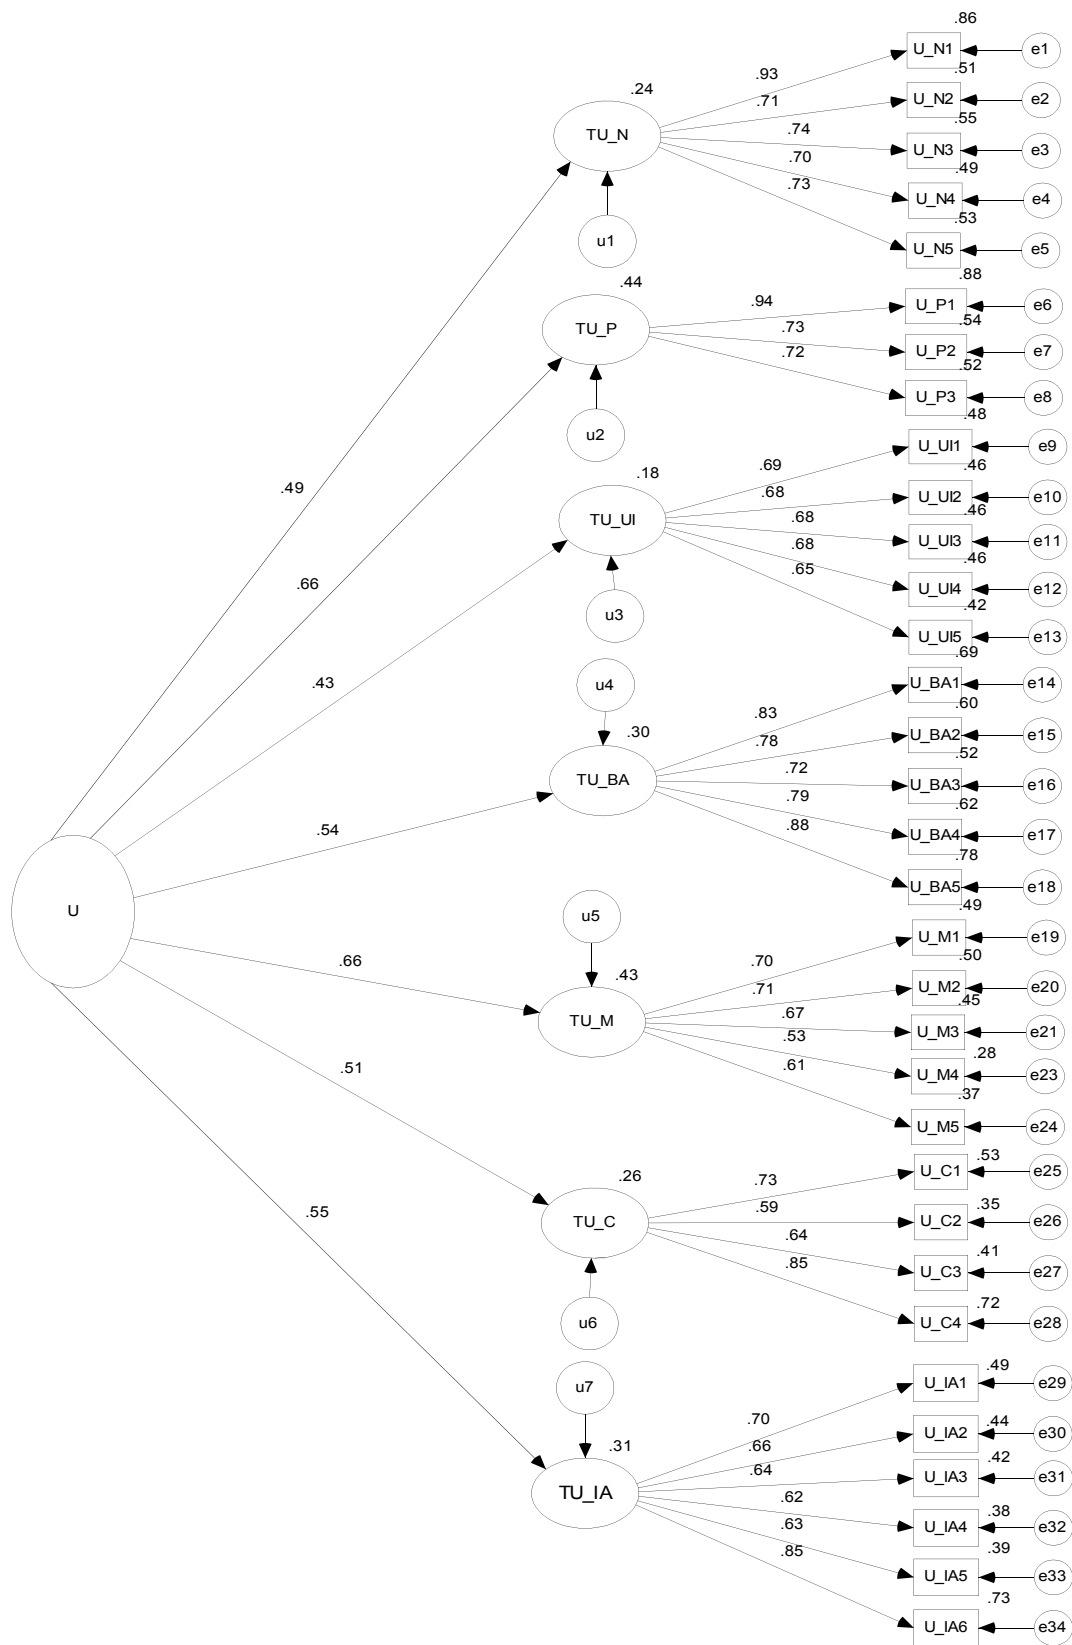 .86
U_N1 e1
.93 .51
.24 .71 U_N2 e2
.55
TU_N .74 U_N3 e3
.70 .49
.73 U_N4 e4
.53
u1 U_N5 e5
.88
.44 .94 U_P1 e6
.54
TU_P .73 U_P2 e7
.72 .52
U_P3 e8
u2 .48
U_UI1 e9
.49 .18 .69 .46
.68 U_UI2 e10
TU_UI .68 .46
U_UI3 e11
.66 .68 .46
.65 U_UI4 e12
u3 .42
U_UI5 e13
.43 .69
u4 U_BA1 e14
.83 .60
.30 .78 U_BA2 e15
.52
TU_BA .72 U_BA3 e16
.79 .62
.54 .88 U_BA4 e17
.78
U_BA5 e18
U u5 .49
U_M1 e19
.66 .43 .70 .50
.71 U_M2 e20
TU_M .67 .45
.53 U_M3 e21
.51 .61 .28
U_M4 e23
.37
U_M5 e24
.53
.26 .73 U_C1 e25
.55 .59 .35
TU_C U_C2 e26
.64 .41
.85 U_C3 e27
.72
u6 U_C4 e28
.49
u7 U_IA1 e29
.70 .44
.31 .66 U_IA2 e30
.64 .42
TU_IA U_IA3 e31
.62 .38
.63 U_IA4 e32
.85 .39
U_IA5 e33
.73
U_IA6 e34